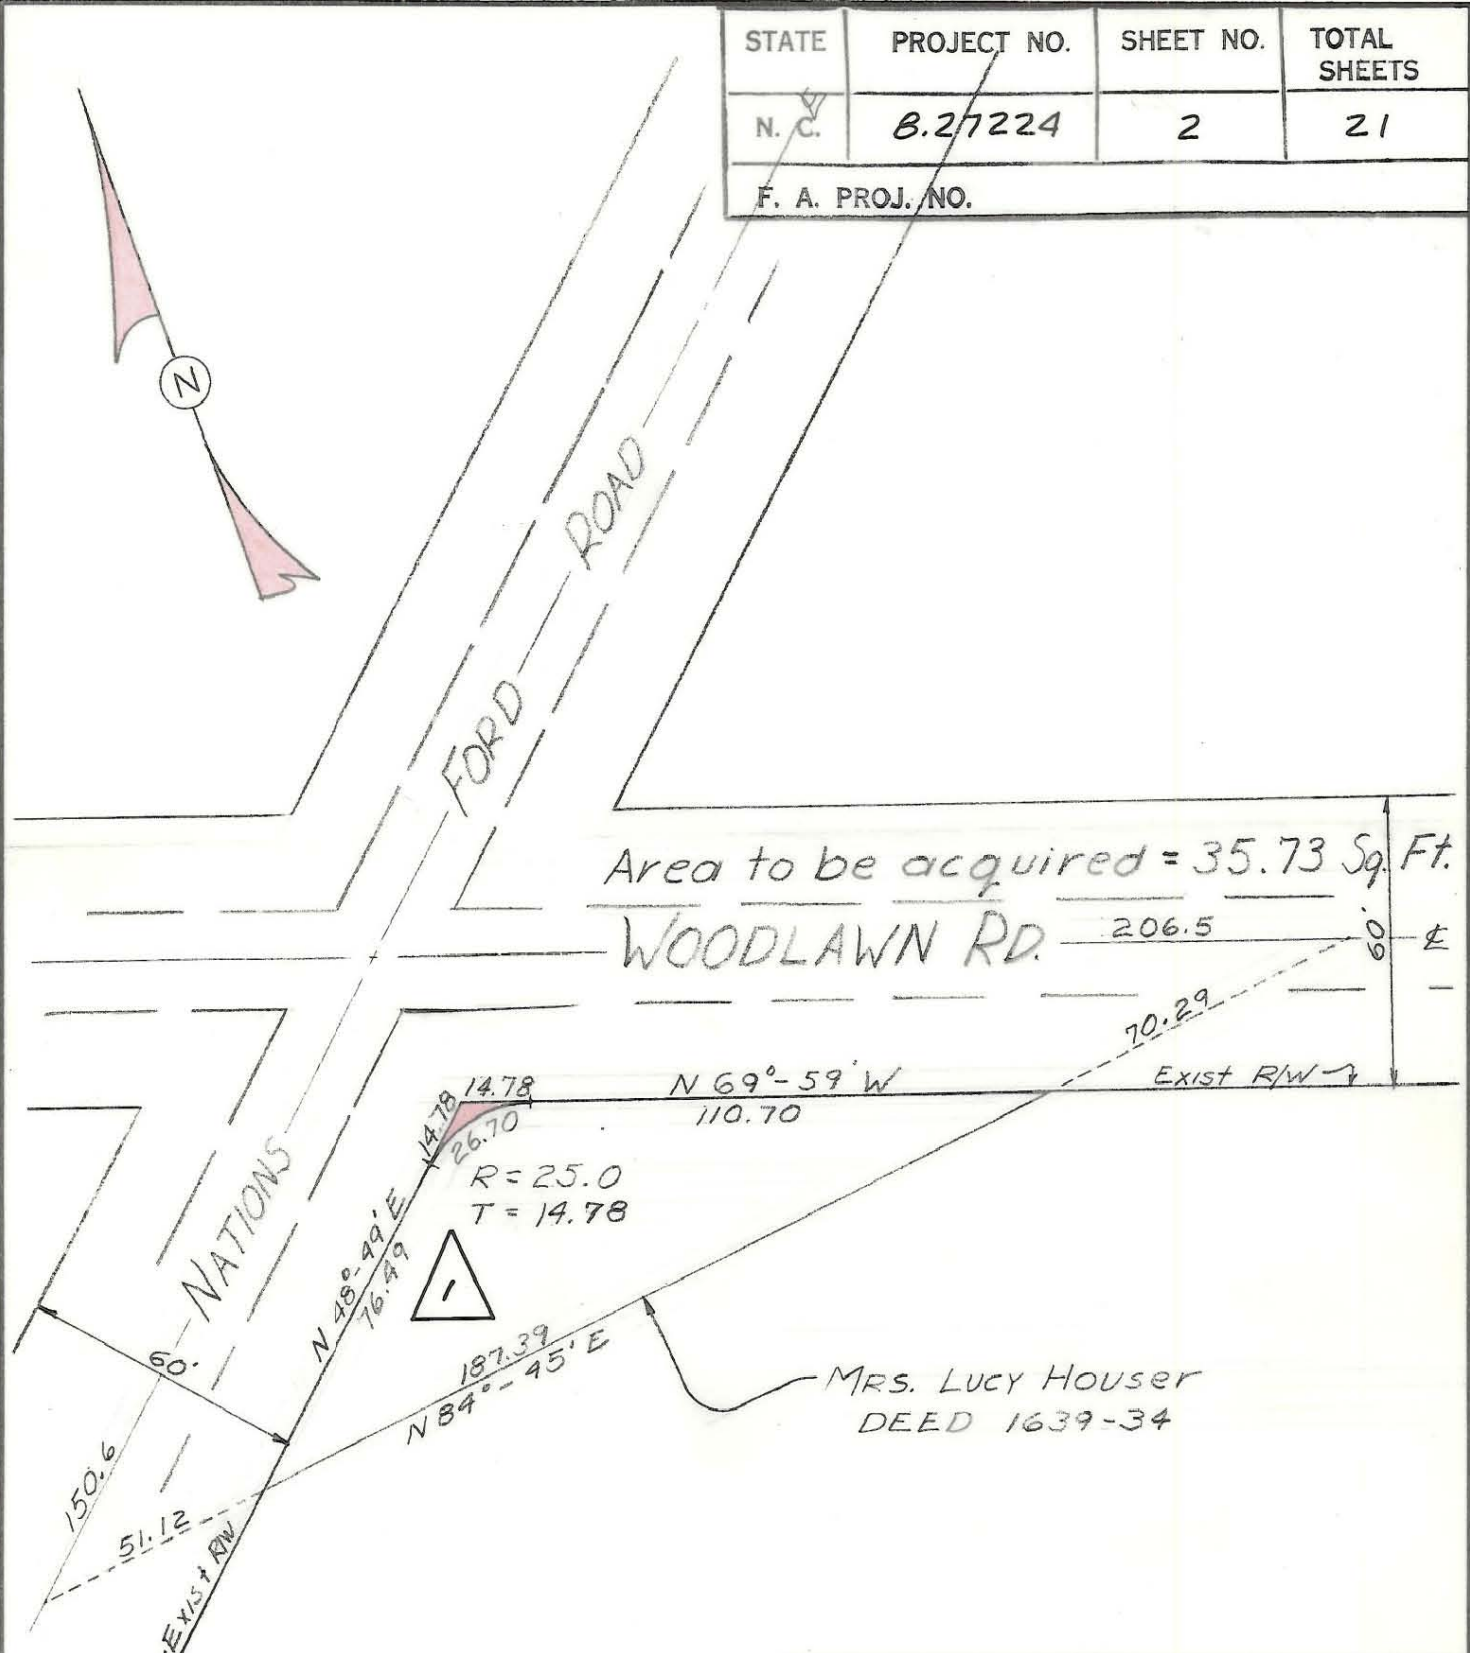 STATE PROJECT NO. SHEET NO. TOTAL SHEETS
N. C. 8.27224 2 21
F. A. PROJ. NO.
N
NATIONS FORD ROAD
Area to be acquired = 35.73 Sq. Ft.
WOODLAWN RD. 206.5
60'
℄
70.29
Exist R/W
14.78
N 69°-59' W
110.70
14.78
26.70
R = 25.0
T = 14.78
N 48°-49' E
76.49
187.39
N 84°-45' E
MRS. LUCY HOUSER
DEED 1639-34
60'
150.6
51.12
EXIST R/W